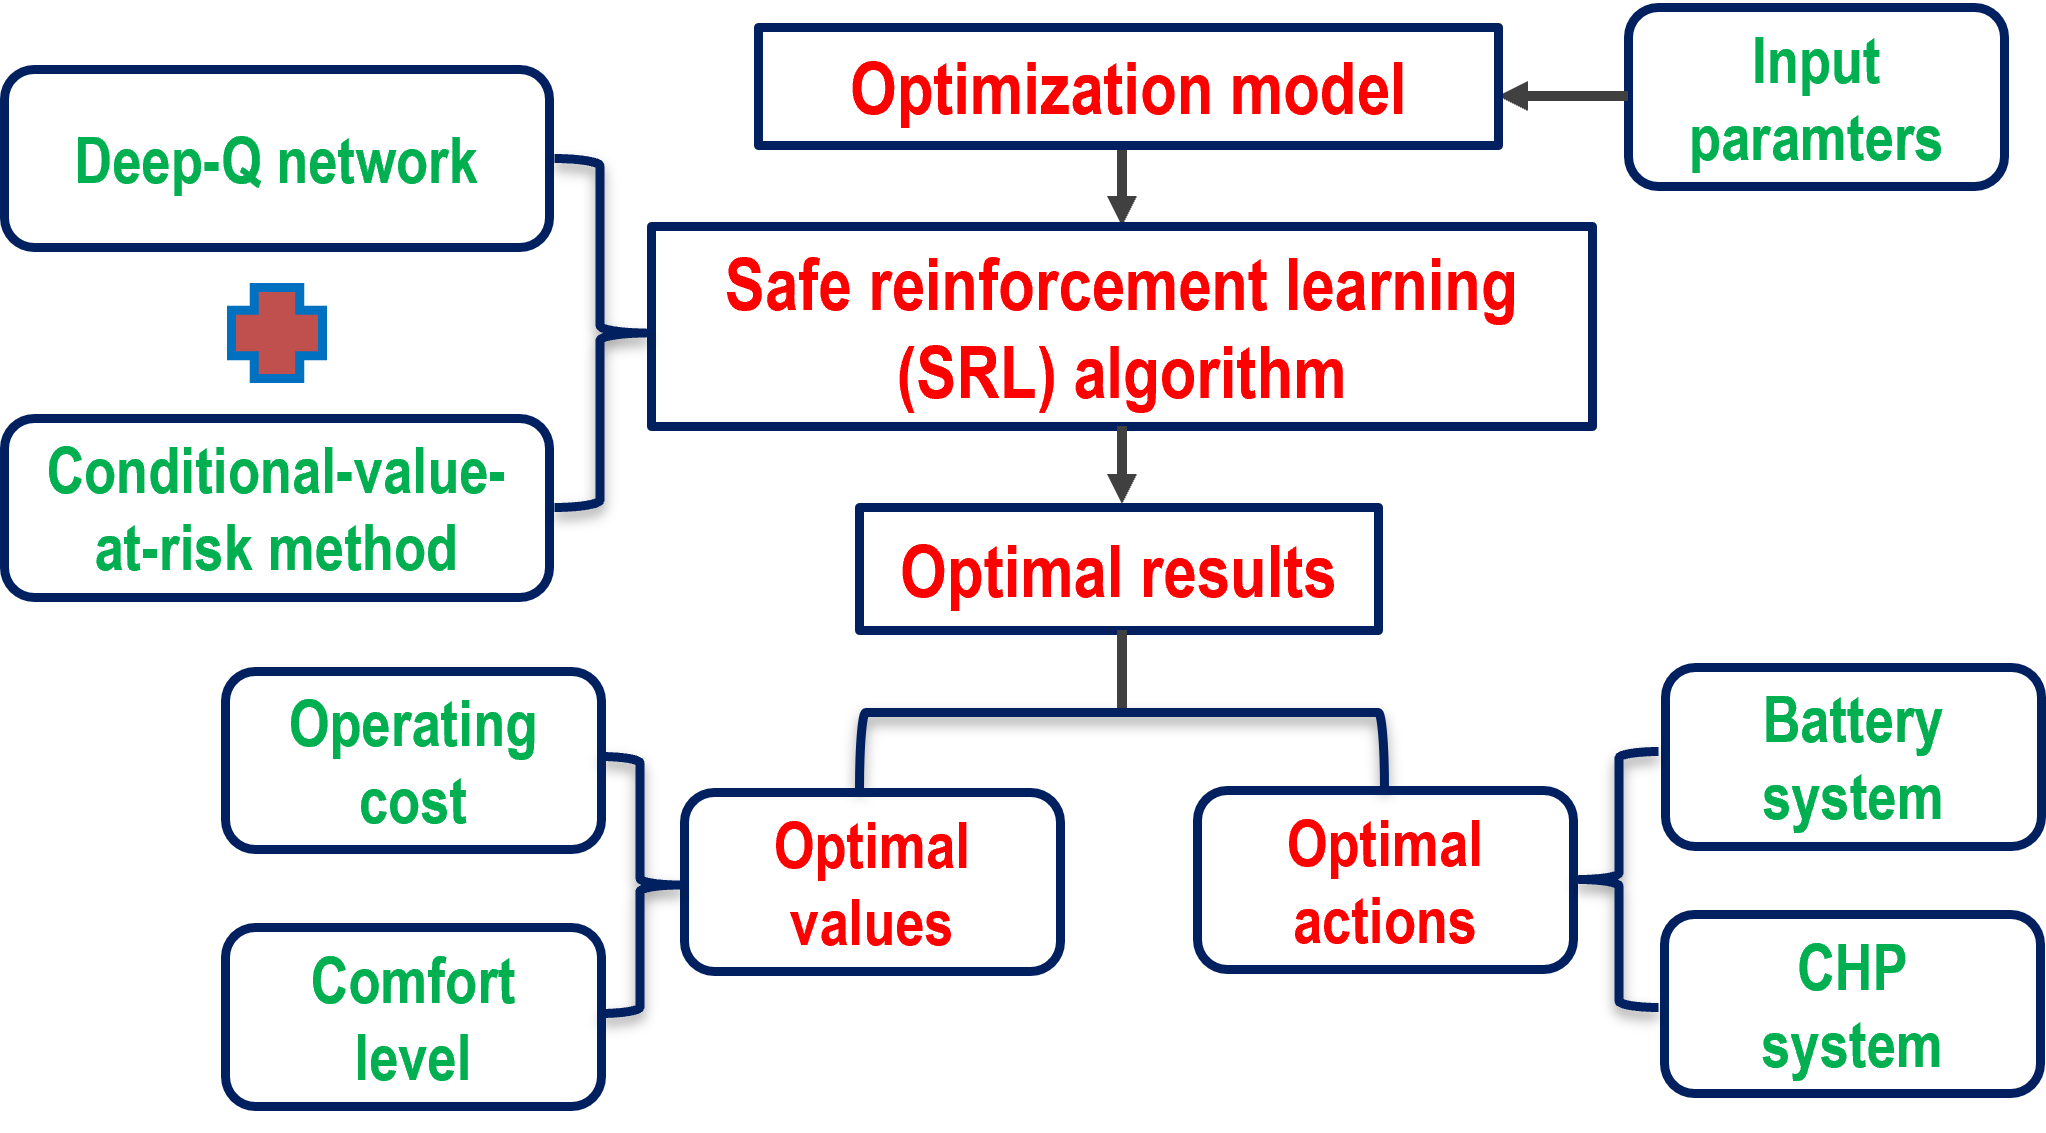 Optimization model
Input
paramters
Deep-Q network
Safe reinforcement learning
(SRL) algorithm
Conditional-value-
at-risk method
Optimal results
Operating
cost
Comfort
level
Optimal
values
Optimal
actions
Battery
system
CHP
system